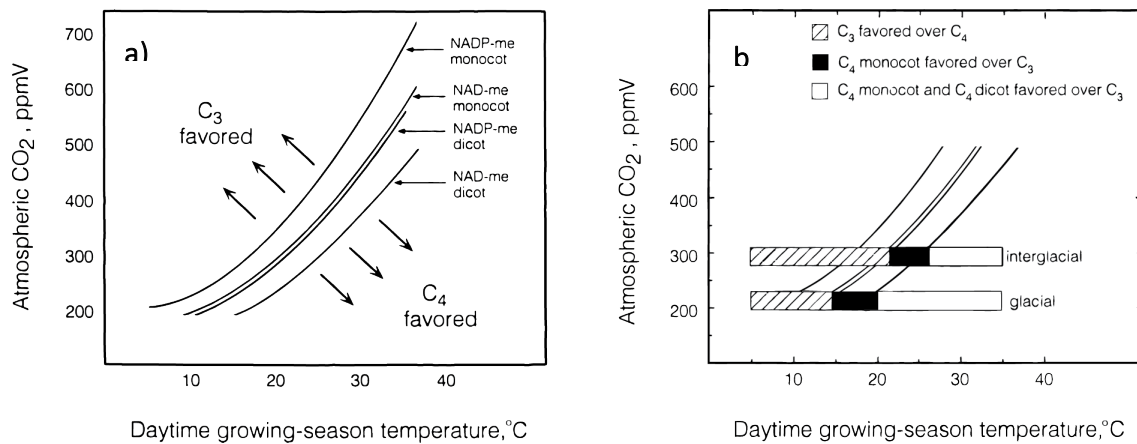 a)
700
600
500
400
300
200
10
20
30
40
Atmospheric CO2, ppmV
Daytime growing-season temperature,°C
C3
favored
C4
favored
NADP-me
monocot
NAD-me
monocot
NADP-me
dicot
NAD-me
dicot
b
C3 favored over C4
C4 monocot favored over C3
C4 monocot and C4 dicot favored over C3
600
500
400
300
200
10
20
30
40
Atmospheric CO2, ppmV
Daytime growing-season temperature,°C
interglacial
glacial